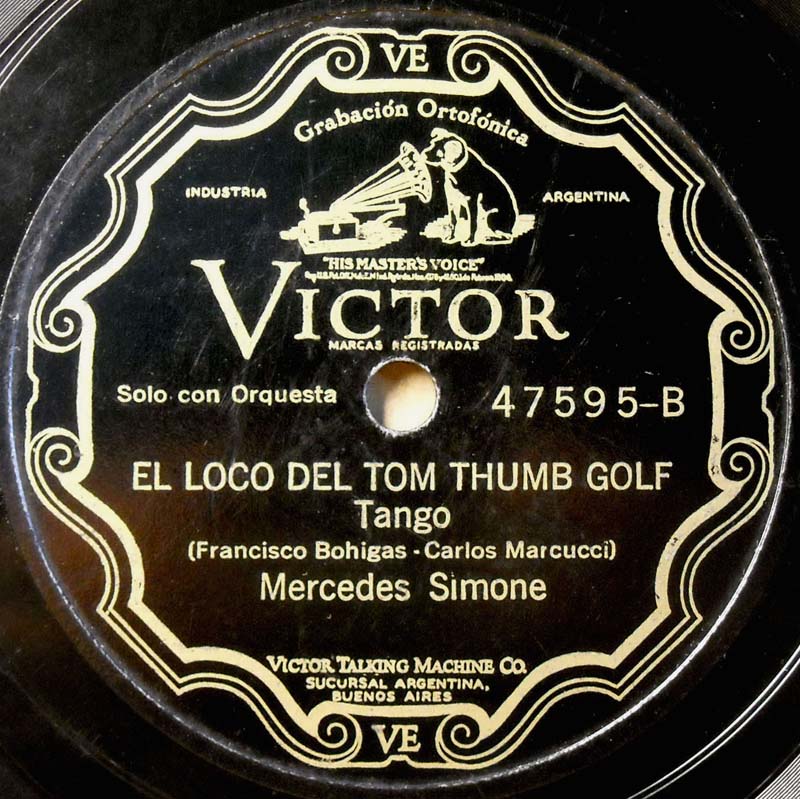 VE
Grabación Ortofónica
INDUSTRIA ARGENTINA
"HIS MASTER'S VOICE"
VICTOR
MARCAS REGISTRADAS
Solo con Orquesta 47595-B
EL LOCO DEL TOM THUMB GOLF
Tango
(Francisco Bohigas - Carlos Marcucci)
Mercedes Simone
VICTOR TALKING MACHINE CO.
SUCURSAL ARGENTINA,
BUENOS AIRES
VE